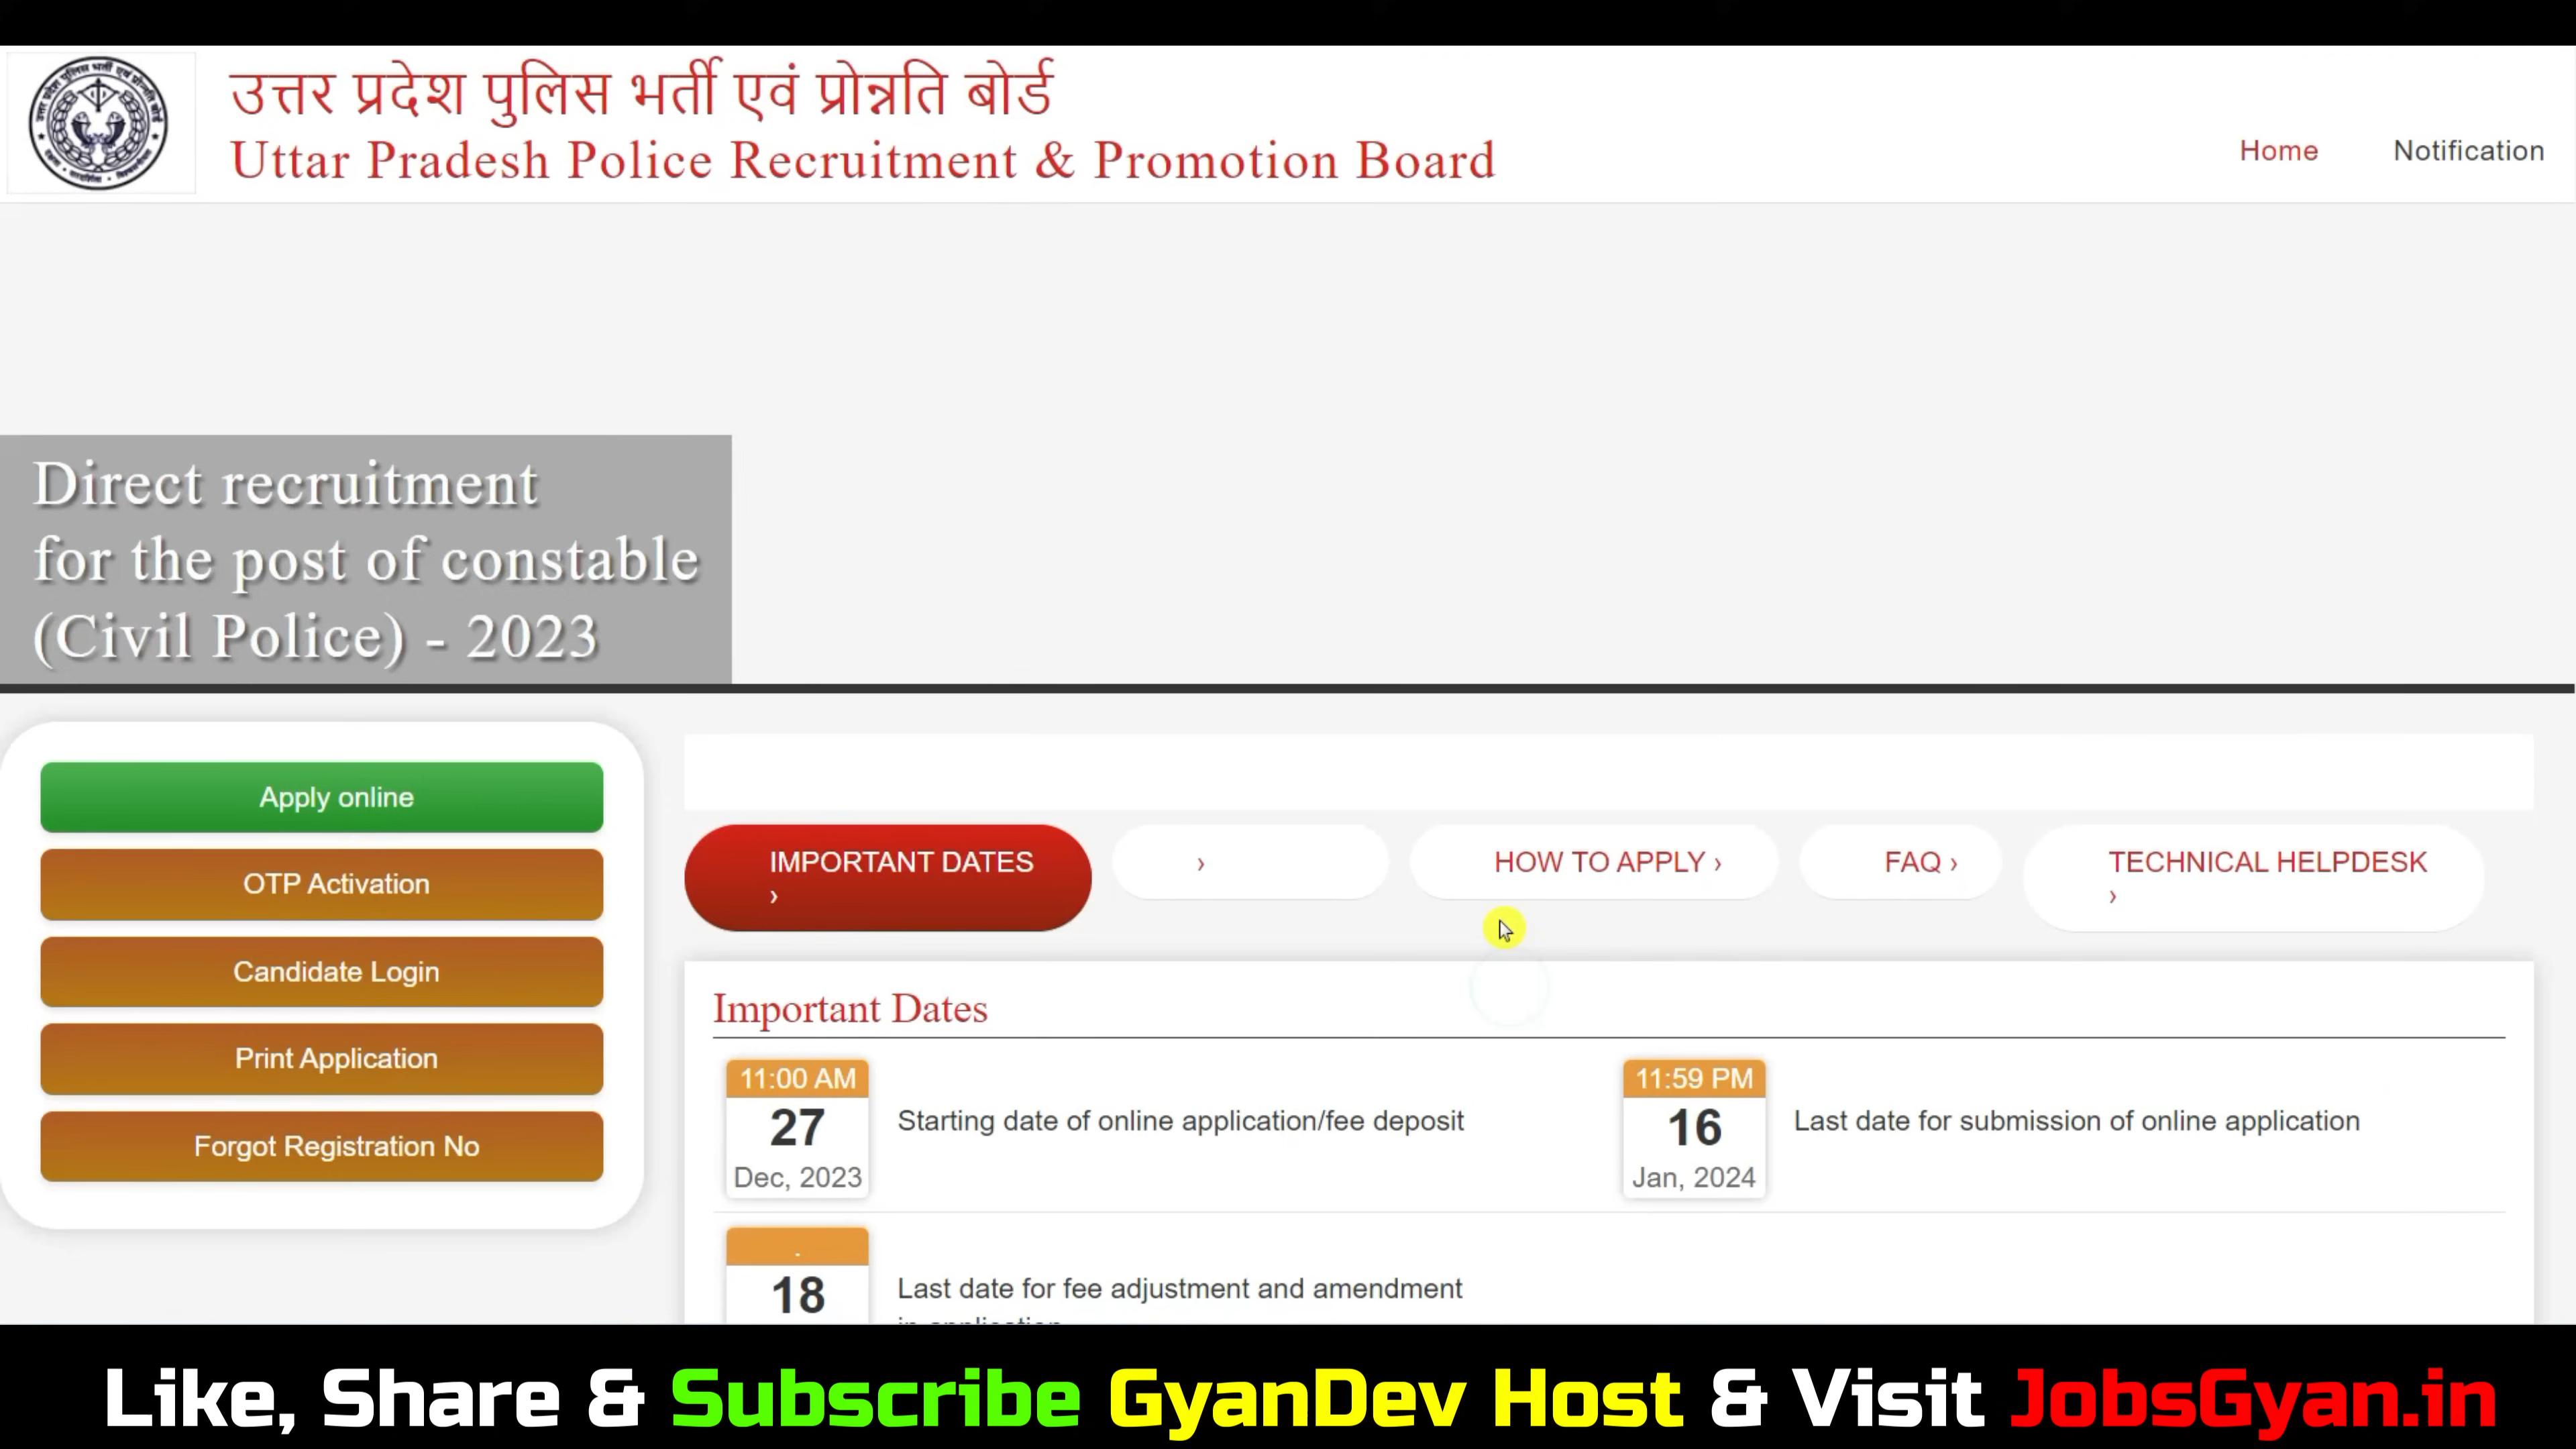 उत्तर प्रदेश पुलिस भर्ती एवं प्रोन्नति बोर्ड
Uttar Pradesh Police Recruitment & Promotion Board
Home Notification
Direct recruitment
for the post of constable
(Civil Police) - 2023
Apply online
OTP Activation
Candidate Login
Print Application
Forgot Registration No
IMPORTANT DATES ›
›
HOW TO APPLY ›
FAQ ›
TECHNICAL HELPDESK ›
Important Dates
11:00 AM
27
Dec, 2023
Starting date of online application/fee deposit
11:59 PM
16
Jan, 2024
Last date for submission of online application
.
18
Last date for fee adjustment and amendment
Like, Share & Subscribe GyanDev Host & Visit JobsGyan.in